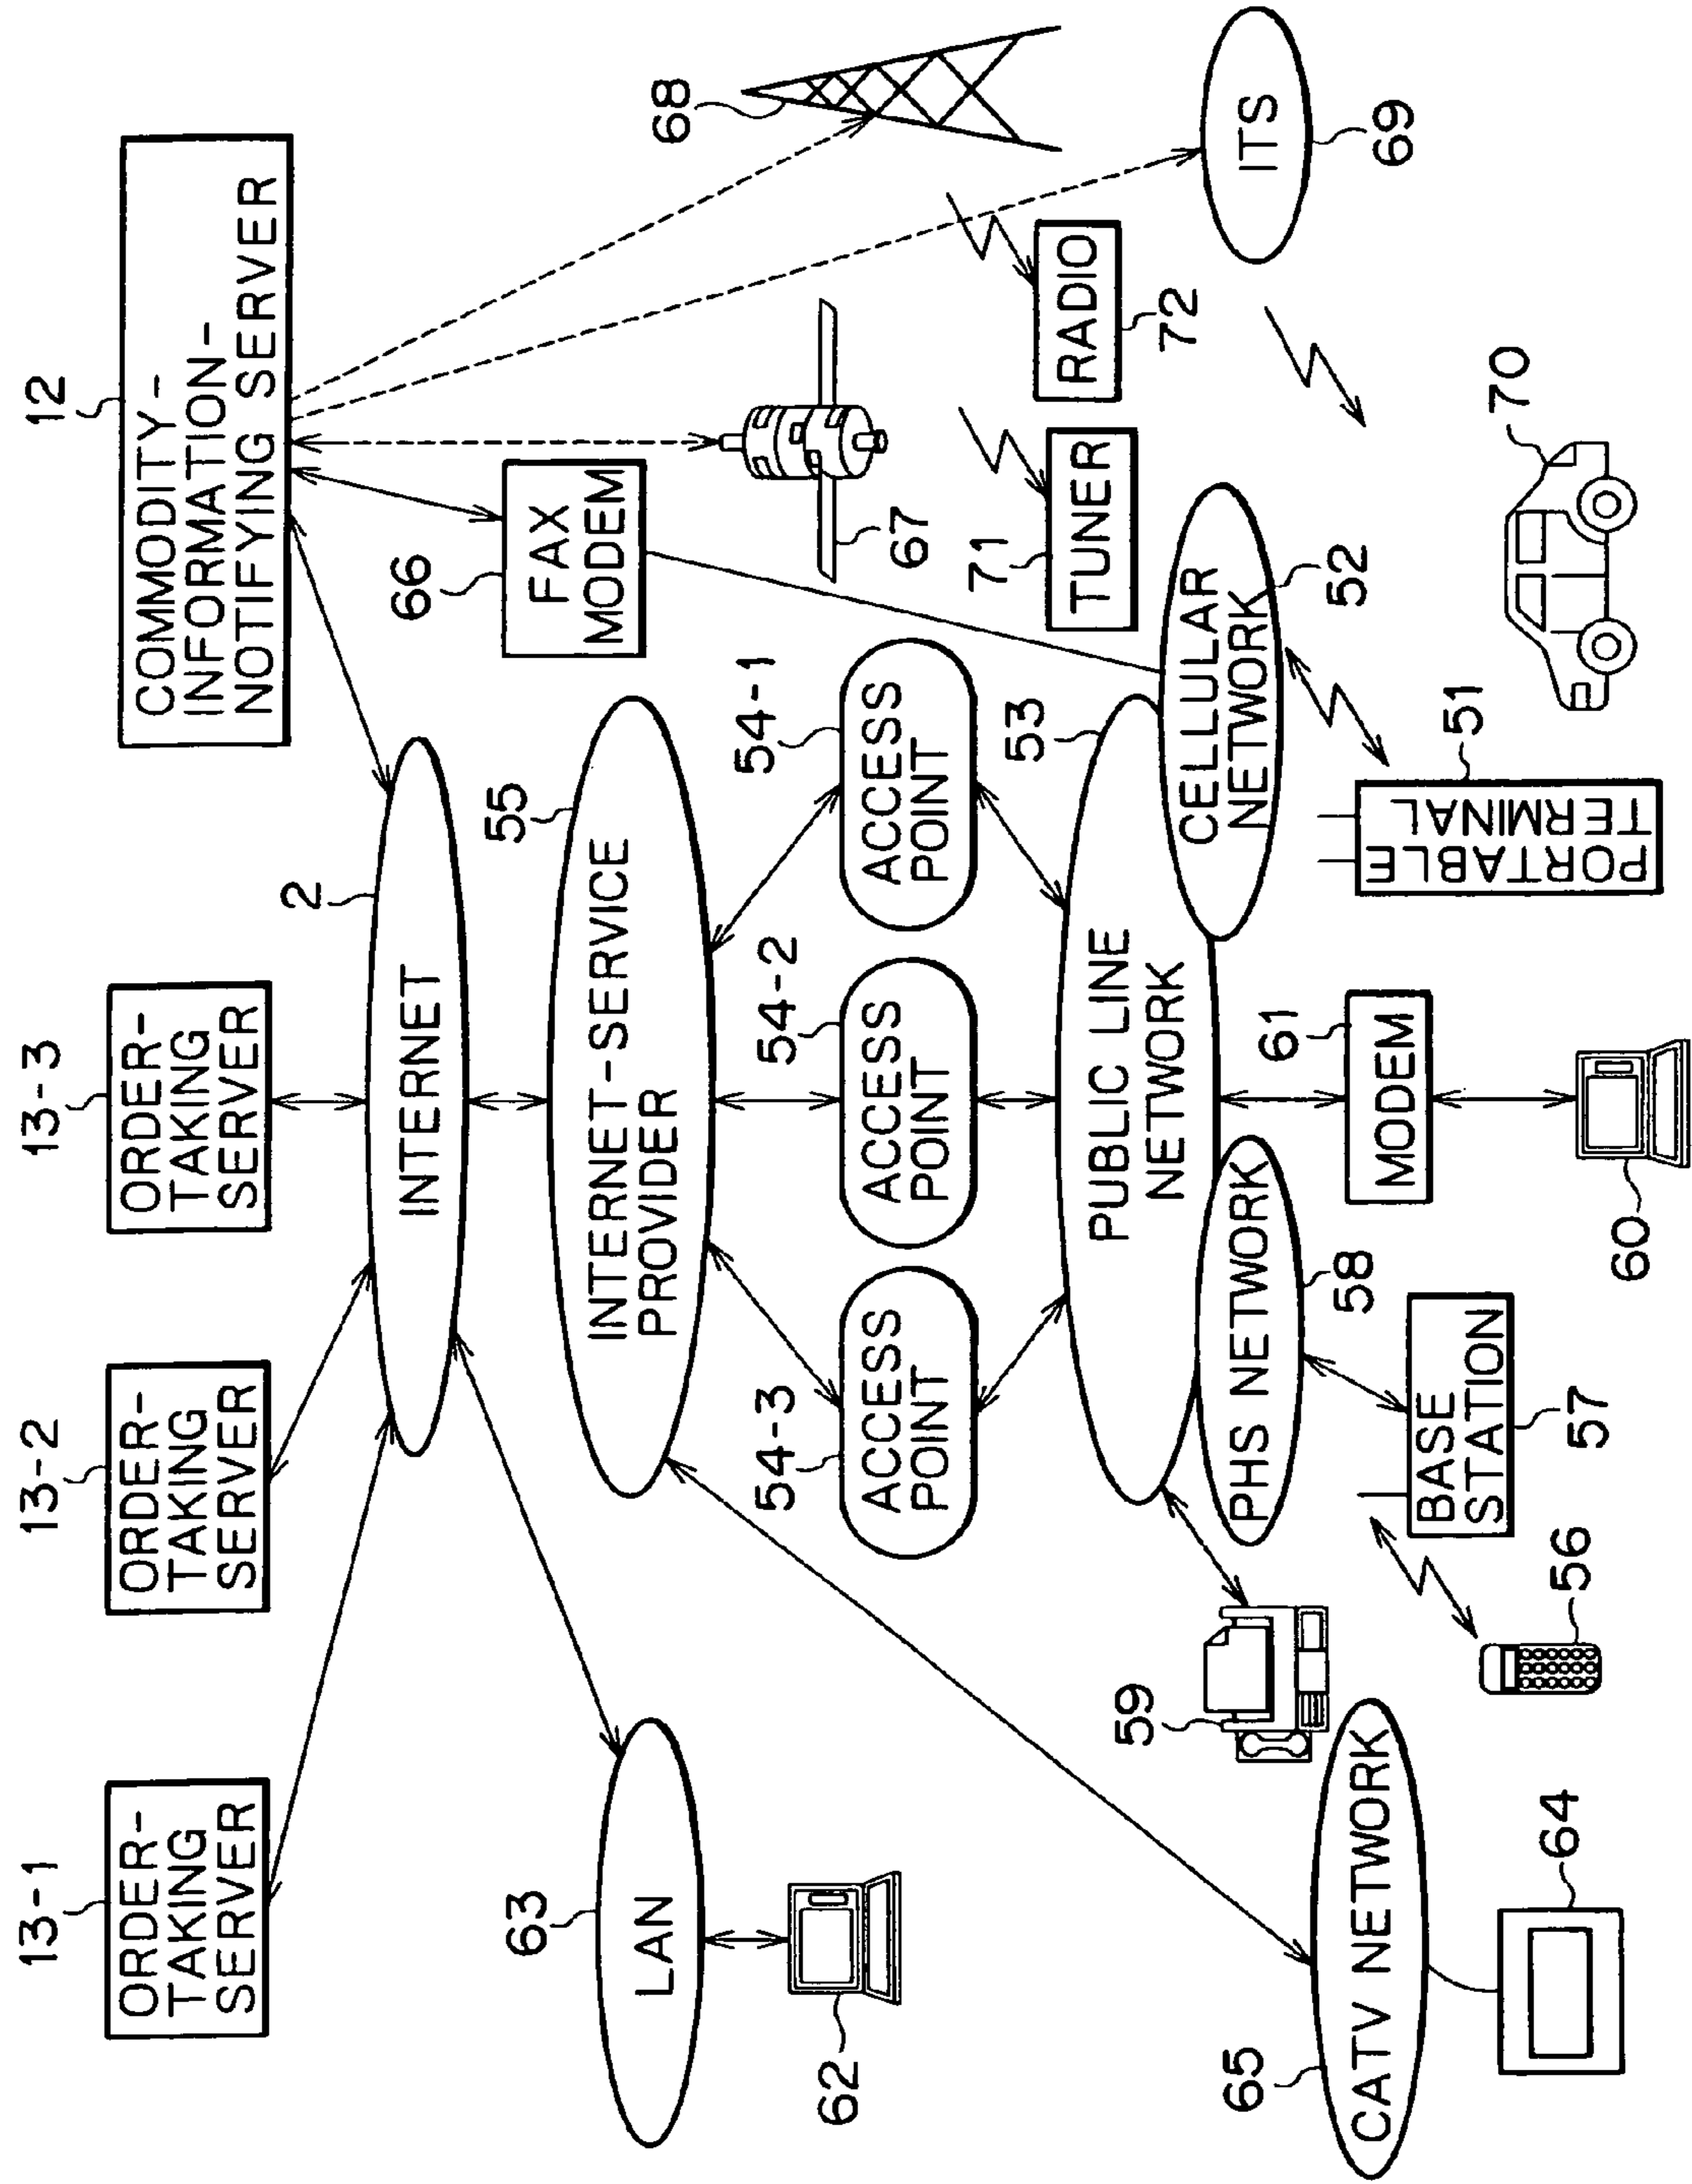 13-1
ORDER-
TAKING
SERVER
13-2
ORDER-
TAKING
SERVER
13-3
ORDER-
TAKING
SERVER
12
COMMODITY-
INFORMATION-
NOTIFYING SERVER
2
INTERNET
63
LAN
62
55
INTERNET-SERVICE
PROVIDER
66
FAX
MODEM
67
68
54-3
ACCESS
POINT
54-2
ACCESS
POINT
54-1
ACCESS
POINT
53
PUBLIC LINE
NETWORK
71
TUNER
RADIO
72
ITS
69
CELLULAR
NETWORK
52
PHS NETWORK
58
59
65
CATV NETWORK
64
56
BASE
STATION
57
61
MODEM
60
PORTABLE
TERMINAL
51
70